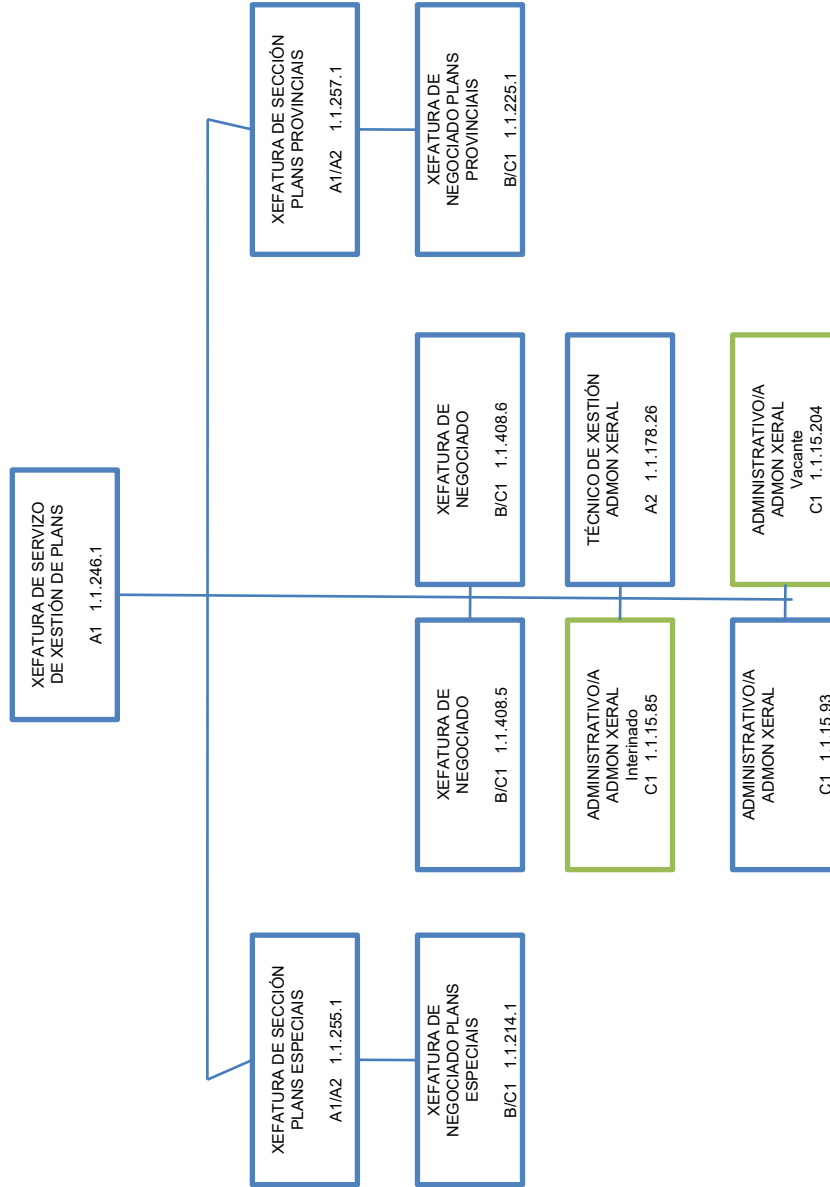 XEFATURA DE SERVIZO
DE XESTIÓN DE PLANS
A1 1.1.246.1
XEFATURA DE SECCIÓN
PLANS ESPECIAIS
A1/A2 1.1.255.1
XEFATURA DE SECCIÓN
PLANS PROVINCIAIS
A1/A2 1.1.257.1
XEFATURA DE
NEGOCIADO PLANS
ESPECIAIS
B/C1 1.1.214.1
XEFATURA DE
NEGOCIADO
B/C1 1.1.408.5
XEFATURA DE
NEGOCIADO
B/C1 1.1.408.6
XEFATURA DE
NEGOCIADO PLANS
PROVINCIAIS
B/C1 1.1.225.1
ADMINISTRATIVO/A
ADMON XERAL
Interinado
C1 1.1.15.85
TÉCNICO DE XESTIÓN
ADMON XERAL
A2 1.1.178.26
ADMINISTRATIVO/A
ADMON XERAL
C1 1.1.15.93
ADMINISTRATIVO/A
ADMON XERAL
Vacante
C1 1.1.15.204